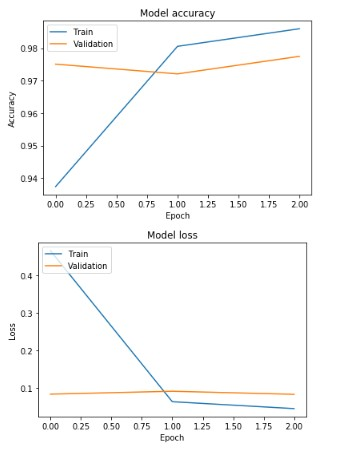 Model accuracy
Train
Validation
0.98
0.97
0.96
0.95
0.94
Accuracy
0.00 0.25 0.50 0.75 1.00 1.25 1.50 1.75 2.00
Epoch
Model loss
Train
Validation
0.4
0.3
0.2
0.1
Loss
0.00 0.25 0.50 0.75 1.00 1.25 1.50 1.75 2.00
Epoch